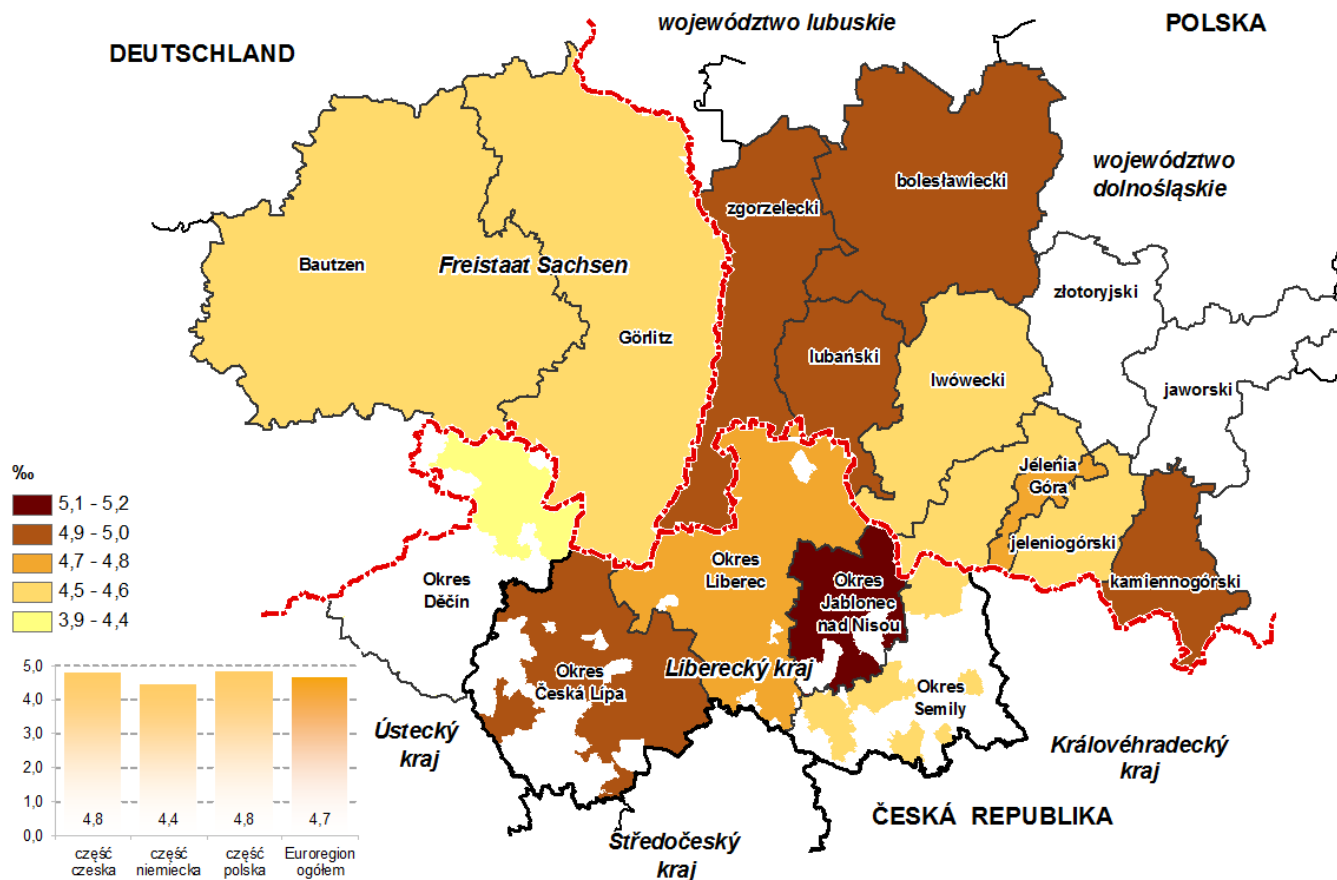 DEUTSCHLAND
województwo lubuskie
POLSKA
województwo
dolnośląskie
bolesławiecki
zgorzelecki
Bautzen
Freistaat Sachsen
złotoryjski
Görlitz
lubański
lwówecki
jaworski
Jelenia
Góra
jeleniogórski
kamiennogórski
Okres
Liberec
Okres
Jablonec
nad Nisou
Okres
Děčín
Liberecký kraj
Okres
Česká Lípa
Okres
Semily
Ústecký
kraj
Královéhradecký
kraj
ČESKÁ REPUBLIKA
Středočeský
kraj
‰
5,1 - 5,2
4,9 - 5,0
4,7 - 4,8
4,5 - 4,6
3,9 - 4,4
5,0
4,0
3,0
2,0
1,0
0,0
4,8
4,4
4,8
4,7
część
czeska
część
niemiecka
część
polska
Euroregion
ogółem